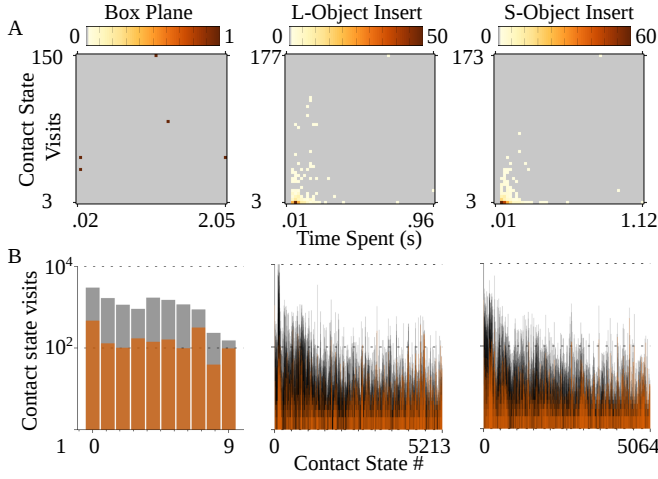 Box Plane L-Object Insert S-Object Insert
A
0 1 0 50 0 60
150 177 173
Contact State
Visits
3 3 3
.02 2.05 .01 .96 .01 1.12
Time Spent (s)
B
10^4
Contact state visits
10^2
1 0 9 0 5213 0 5064
Contact State #